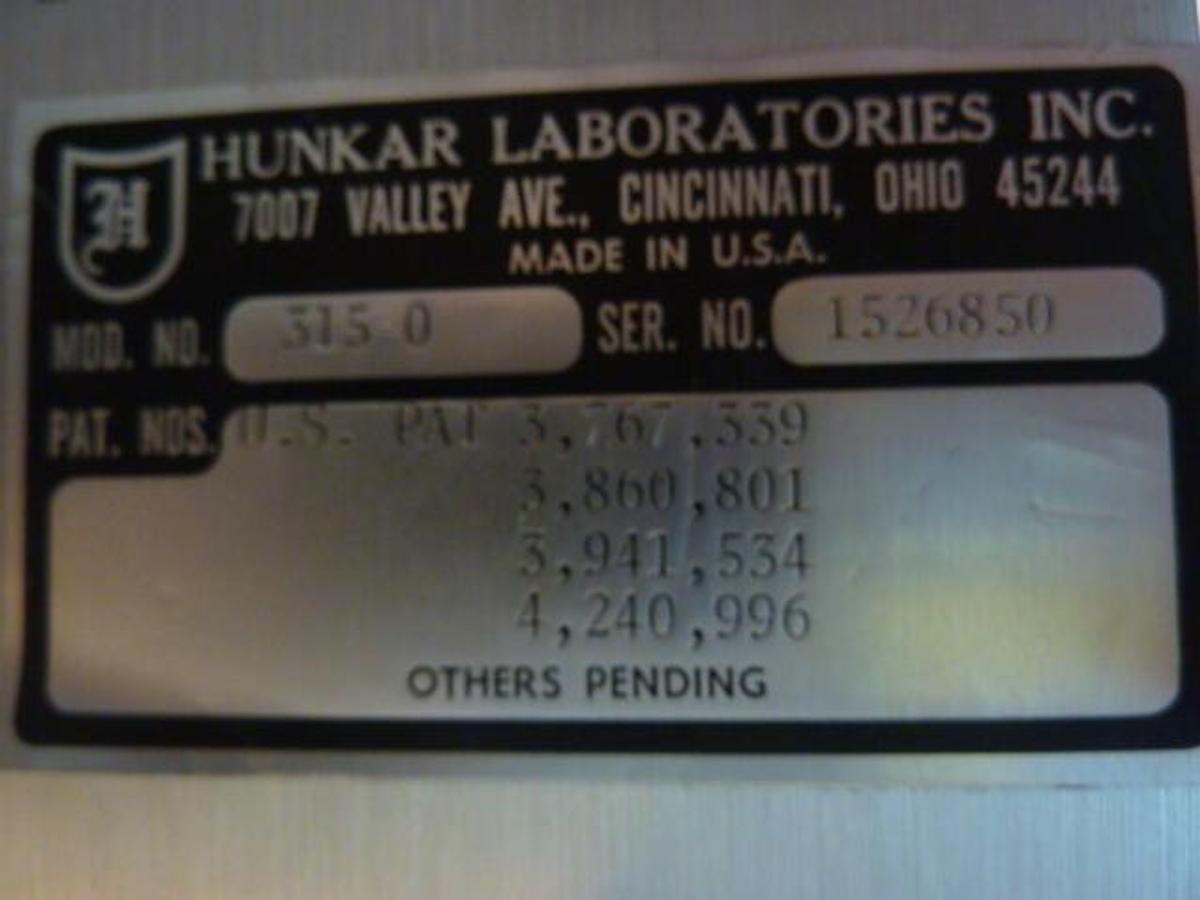 H HUNKAR LABORATORIES INC.
7007 VALLEY AVE., CINCINNATI, OHIO 45244
MADE IN U.S.A.
MOD. NO. 315-0 SER. NO. 1526850
PAT. NOS. U.S. PAT 3,767,339
3,860,801
3,941,534
4,240,996
OTHERS PENDING